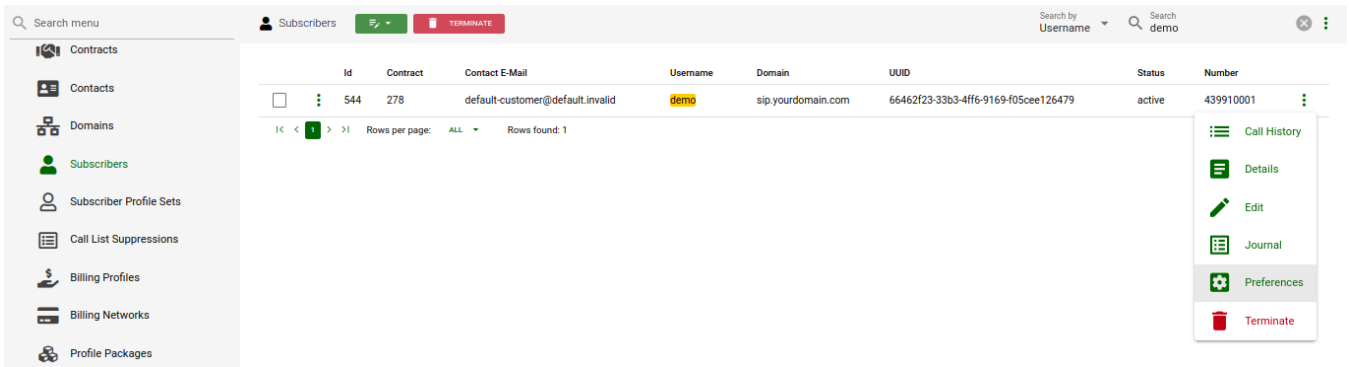 Search menu
Contracts
Contacts
Domains
Subscribers
Subscriber Profile Sets
Call List Suppressions
Billing Profiles
Billing Networks
Profile Packages
Subscribers
TERMINATE
Search by
Username
Search
demo
Id Contract Contact E-Mail Username Domain UUID Status Number
544 278 default-customer@default.invalid demo sip.yourdomain.com 66462f23-33b3-4ff6-9169-f05cee126479 active 439910001
1 Rows per page: ALL Rows found: 1
Call History
Details
Edit
Journal
Preferences
Terminate